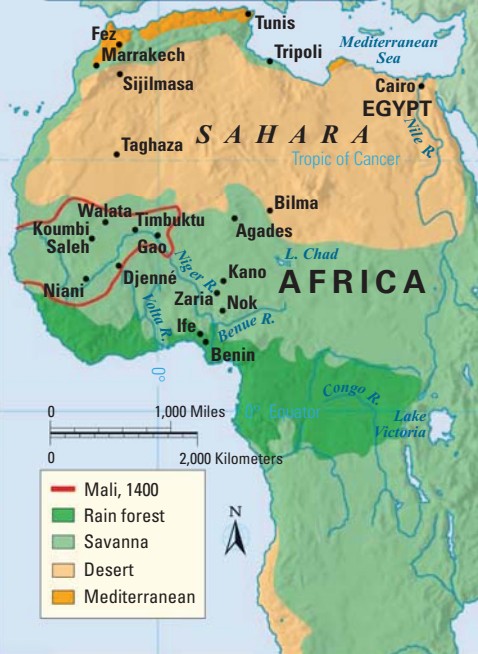 Tunis
Fez
Marrakech
Tripoli
Mediterranean
Sea
Sijilmasa
Cairo
EGYPT
SAHARA
Nile R.
Taghaza
Tropic of Cancer
Bilma
Walata
Timbuktu
Koumbi
Saleh
Gao
Agades
L. Chad
AFRICA
Niani
Djenné
Niger R.
Kano
Zaria
Nok
Volta R.
Ife
Benue R.
Benin
0°
Congo R.
0° Equator
Lake
Victoria
0 1,000 Miles
0 2,000 Kilometers
N
Mali, 1400
Rain forest
Savanna
Desert
Mediterranean